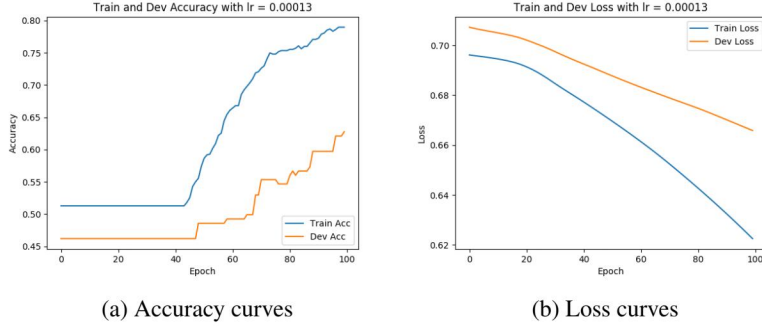 Train and Dev Accuracy with lr = 0.00013
0.80
0.75
0.70
0.65
0.60
0.55
0.50
0.45
Accuracy
0
20
40
60
80
100
Epoch
Train Acc
Dev Acc
(a) Accuracy curves
Train and Dev Loss with lr = 0.00013
0.70
0.68
0.66
0.64
0.62
Loss
0
20
40
60
80
100
Epoch
Train Loss
Dev Loss
(b) Loss curves